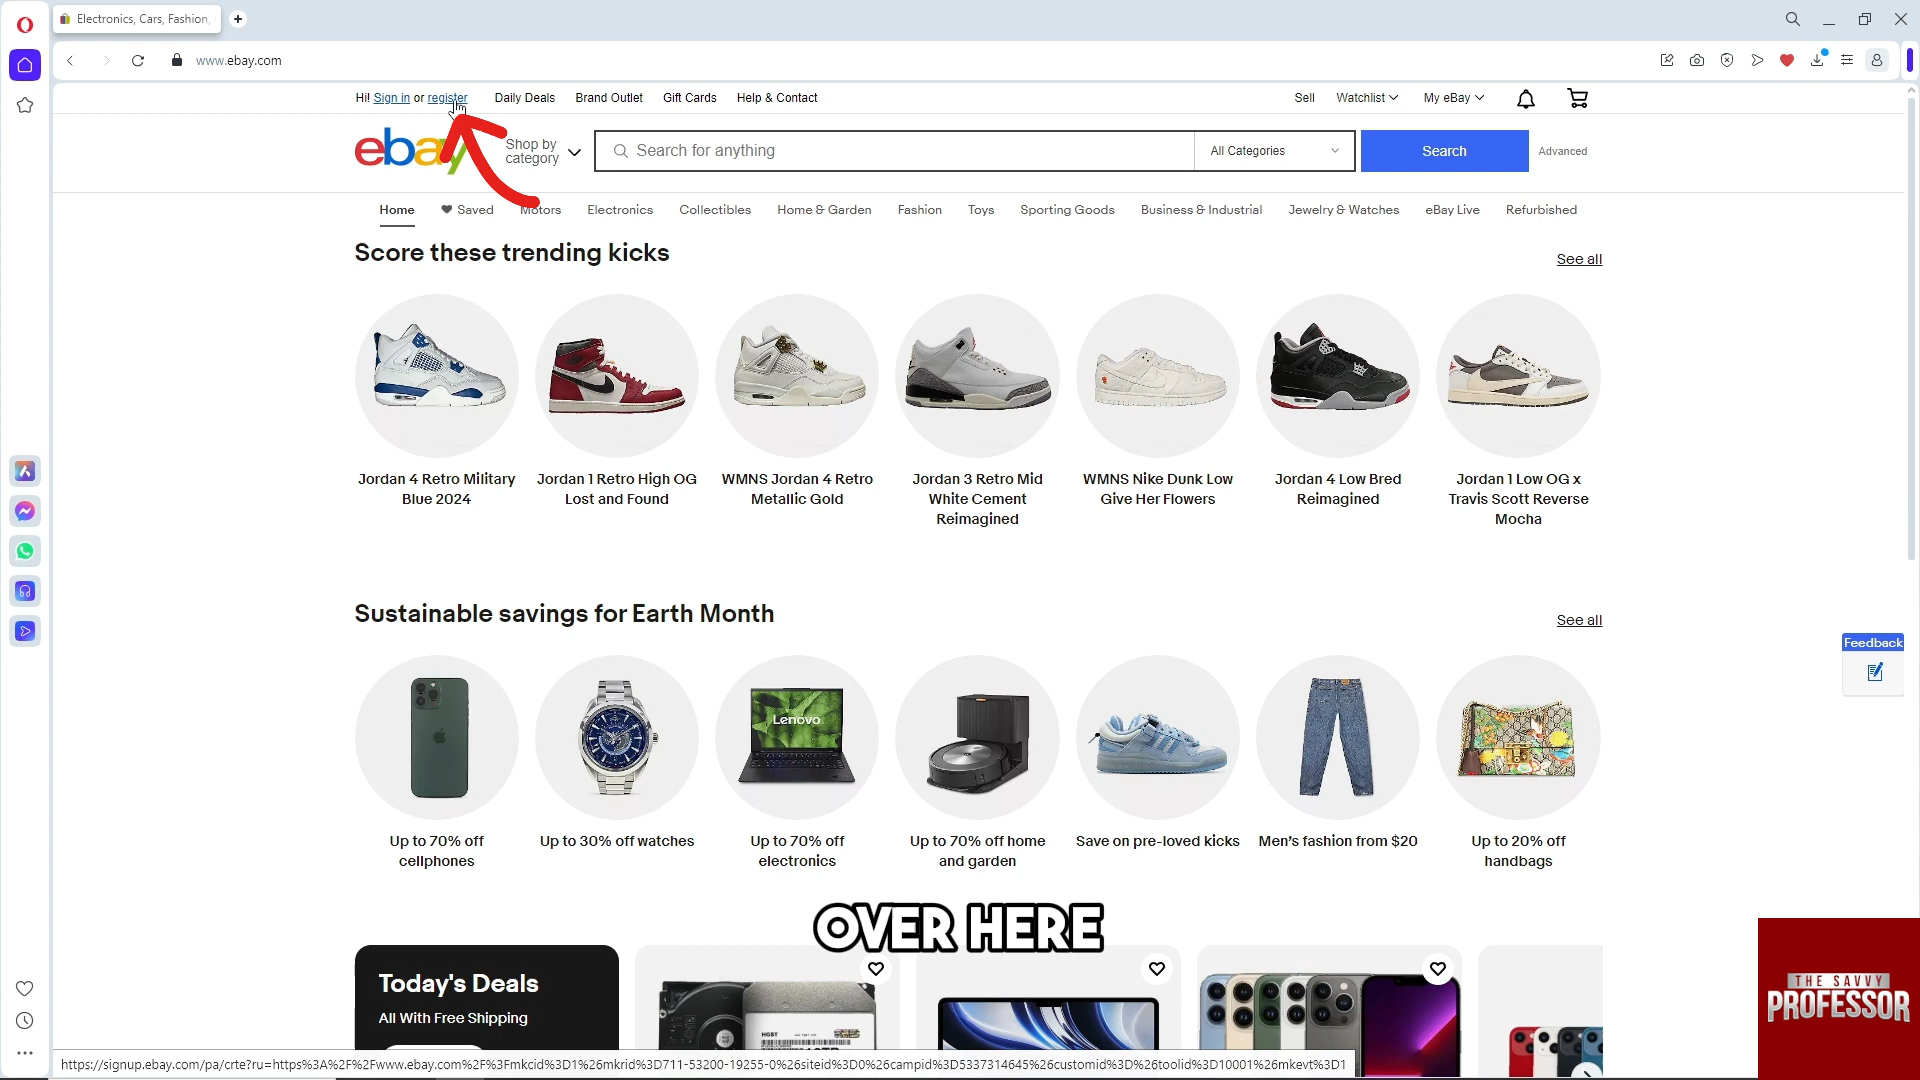 Electronics, Cars, Fashion,
www.ebay.com
Hi! Sign in or register Daily Deals Brand Outlet Gift Cards Help & Contact Sell Watchlist My eBay
ebay Shop by category Search for anything All Categories Search Advanced
Home Saved Motors Electronics Collectibles Home & Garden Fashion Toys Sporting Goods Business & Industrial Jewelry & Watches eBay Live Refurbished
Score these trending kicks
See all
Jordan 4 Retro Military
Blue 2024
Jordan 1 Retro High OG
Lost and Found
WMNS Jordan 4 Retro
Metallic Gold
Jordan 3 Retro Mid
White Cement
Reimagined
WMNS Nike Dunk Low
Give Her Flowers
Jordan 4 Low Bred
Reimagined
Jordan 1 Low OG x
Travis Scott Reverse
Mocha
Sustainable savings for Earth Month
See all
Feedback
Lenovo
Up to 70% off
cellphones
Up to 30% off watches
Up to 70% off
electronics
Up to 70% off home
and garden
Save on pre-loved kicks
Men's fashion from $20
Up to 20% off
handbags
OVER HERE
Today's Deals
All With Free Shipping
HGST
THE SAVVY
PROFESSOR
https://signup.ebay.com/pa/crte?ru=https%3A%2F%2Fwww.ebay.com%2F%3Fmkcid%3D1%26mkrid%3D711-53200-19255-0%26siteid%3D0%26campid%3D5337314645%26customid%3D%26toolid%3D10001%26mkevt%3D1